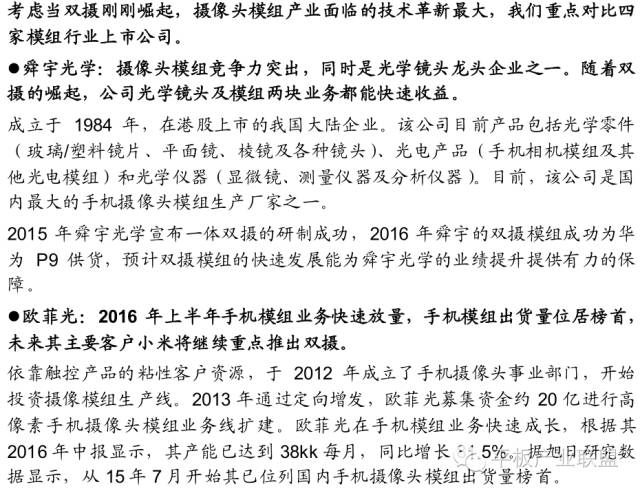 考虑当双摄刚刚崛起，摄像头模组产业面临的技术革新最大，我们重点对比四
家模组行业上市公司。
●舜宇光学：摄像头模组竞争力突出，同时是光学镜头龙头企业之一。随着双
摄的崛起，公司光学镜头及模组两块业务都能快速收益。
成立于 1984 年，在港股上市的我国大陆企业。该公司目前产品包括光学零件
（玻璃/塑料镜片、平面镜、棱镜及各种镜头）、光电产品（手机相机模组及其
他光电模组）和光学仪器（显微镜、测量仪器及分析仪器）。目前，该公司是国
内最大的手机摄像头模组生产厂家之一。
2015 年舜宇光学宣布一体双摄的研制成功，2016 年舜宇的双摄模组成功为华
为 P9 供货，预计双摄模组的快速发展能为舜宇光学的业绩提升提供有力的保
障。
●欧菲光：2016 年上半年手机模组业务快速放量，手机模组出货量位居榜首，
未来其主要客户小米将继续重点推出双摄。
依靠触控产品的粘性客户资源，于 2012 年成立了手机摄像头事业部门，开始
投资摄像模组生产线。2013 年通过定向增发，欧菲光募集资金约 20 亿进行高
像素手机摄像头模组业务线扩建。欧菲光在手机模组业务快速成长，根据其
2016 年中报显示，其产能已达到 38kk 每月，同比增长 5%。据旭日研究数
据显示，从 15 年 7 月开始其已位列国内手机摄像头模组出货量榜首。
平板产业联盟